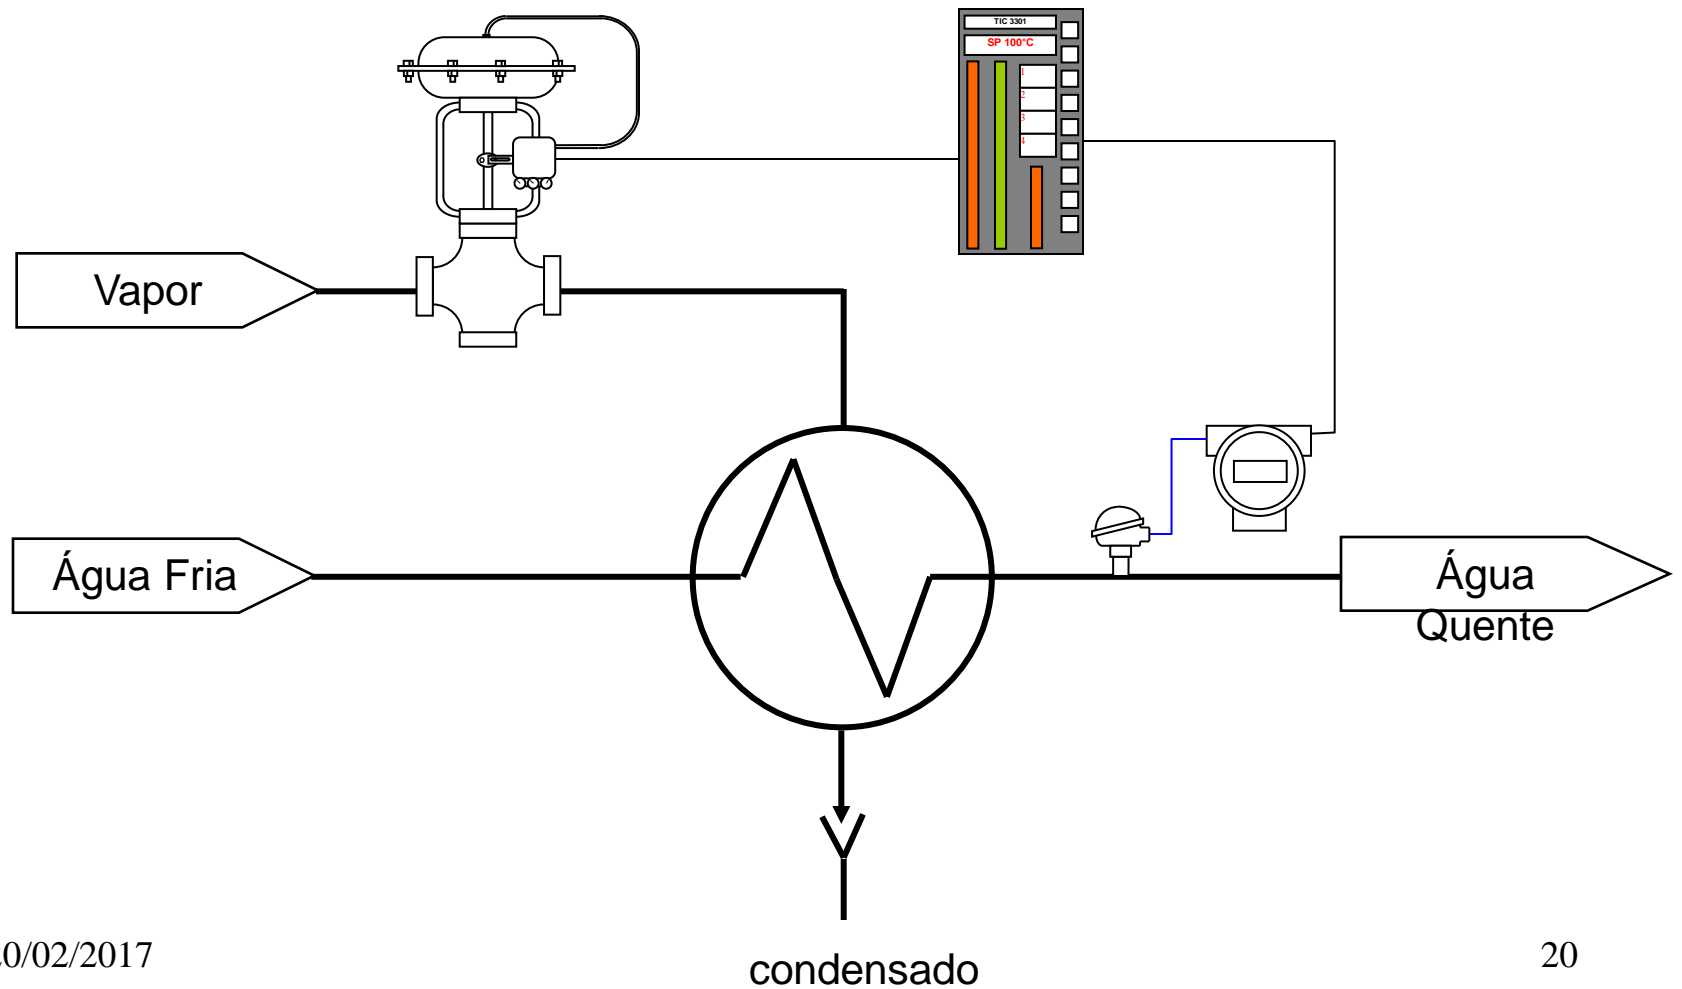 TIC 3301
SP 100°C
1
2
3
4
Vapor
Água Fria
Água
Quente
0/02/2017
condensado
20